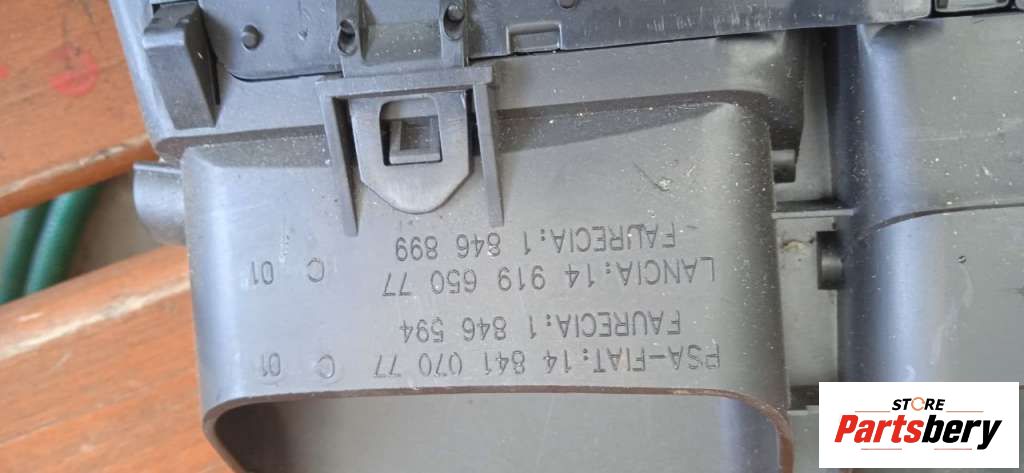 PSA-FIAT:14 841 070 77 C 01
FAURECIA:1 846 594
LANCIA:14 919 650 77 C 01
FAURECIA:1 846 899
STORE
Partsbery